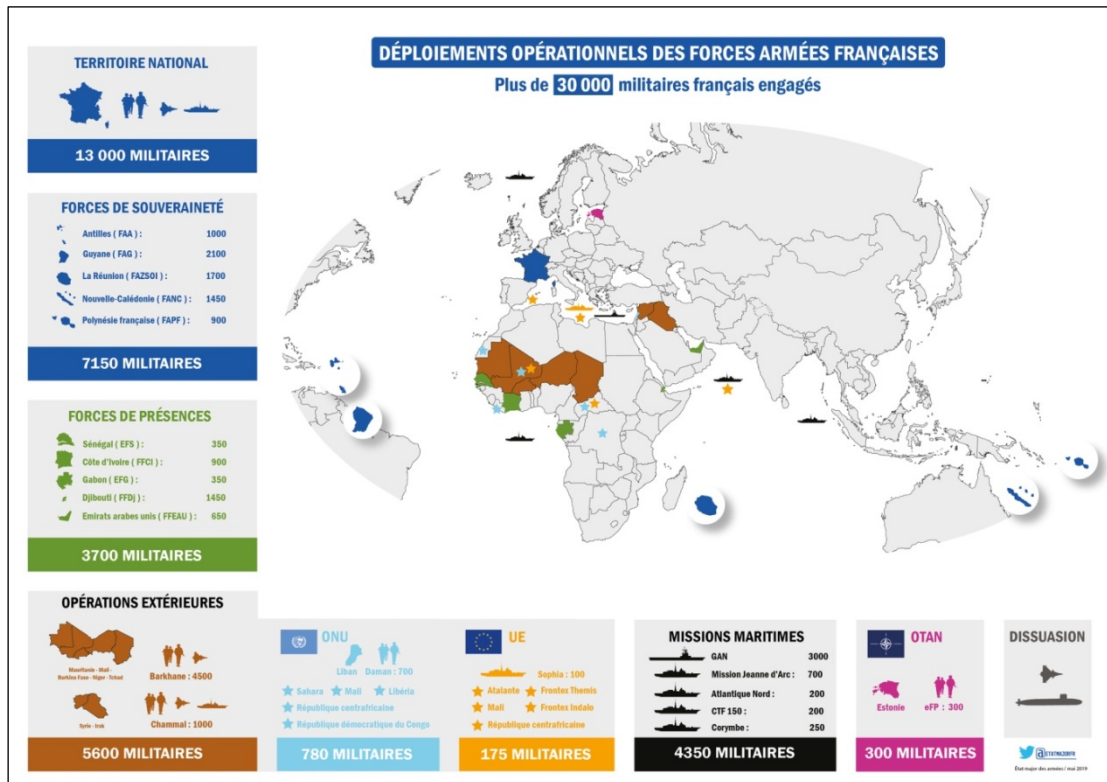 DÉPLOIEMENTS OPÉRATIONNELS DES FORCES ARMÉES FRANÇAISES
Plus de 30 000 militaires français engagés
TERRITOIRE NATIONAL
13 000 MILITAIRES
FORCES DE SOUVERAINETÉ
Antilles ( FAA ) : 1000
Guyane ( FAG ) : 2100
La Réunion ( FAZSOI ) : 1700
Nouvelle-Calédonie ( FANC ) : 1450
Polynésie française ( FAPF ) : 900
7150 MILITAIRES
FORCES DE PRÉSENCES
Sénégal ( EFS ) : 350
Côte d'Ivoire ( FFCI ) : 900
Gabon ( EFG ) : 350
Djibouti ( FFDj ) : 1450
Emirats arabes unis ( FFEAU ) : 650
3700 MILITAIRES
OPÉRATIONS EXTÉRIEURES
Mauritanie - Mali -
Burkina Faso - Niger - Tchad
Barkhane : 4500
Syrie - Irak
Chammal : 1000
5600 MILITAIRES
ONU
Liban Daman : 700
Sahara Mali Libéria
République centrafricaine
République démocratique du Congo
780 MILITAIRES
UE
Sophia : 100
Atalante Frontex Themis
Mali Frontex Indalo
République centrafricaine
175 MILITAIRES
MISSIONS MARITIMES
GAN 3000
Mission Jeanne d'Arc : 700
Atlantique Nord : 200
CTF 150 : 200
Corymbe : 250
4350 MILITAIRES
OTAN
Estonie eFP : 300
300 MILITAIRES
DISSUASION
@ETATMAJORFR
État-major des armées / mai 2019